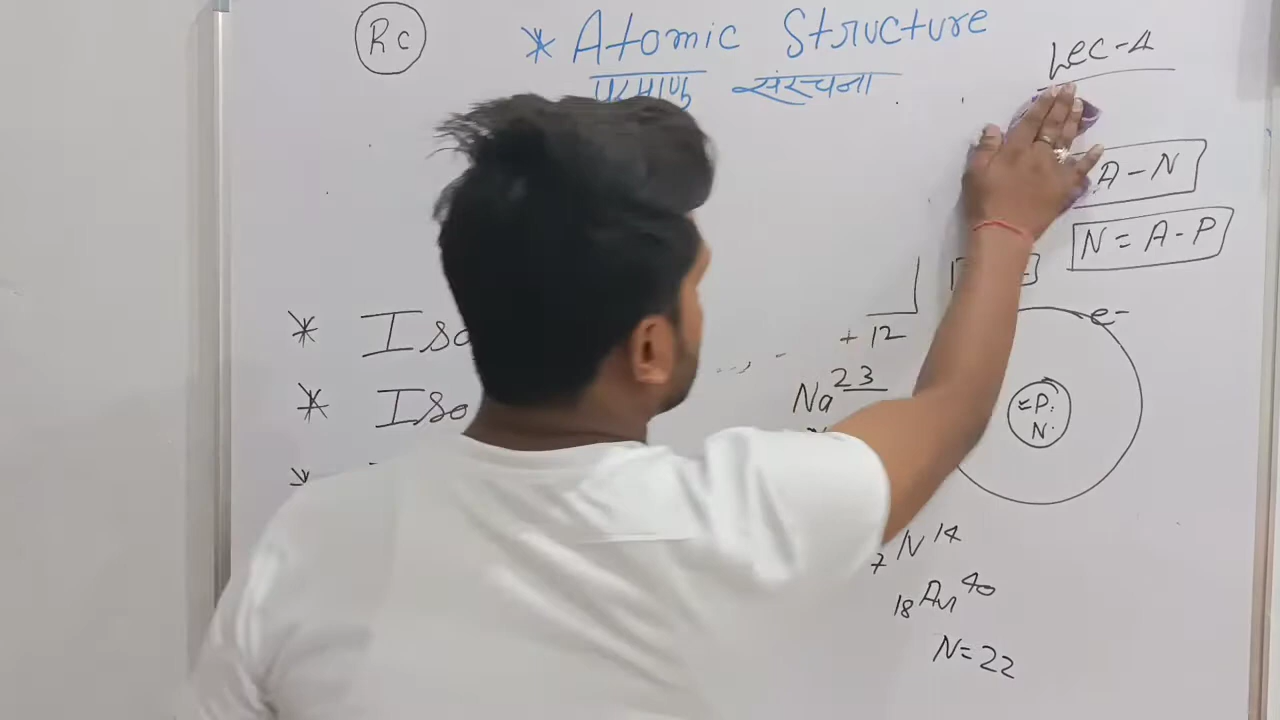 Rc
* Atomic Structure
परमाणु संरचना
Lec-4
A-N
N = A-P
+12
* Iso
* Iso
Na 23
e-
P
N
7 N 14
18 Ar 40
N=22